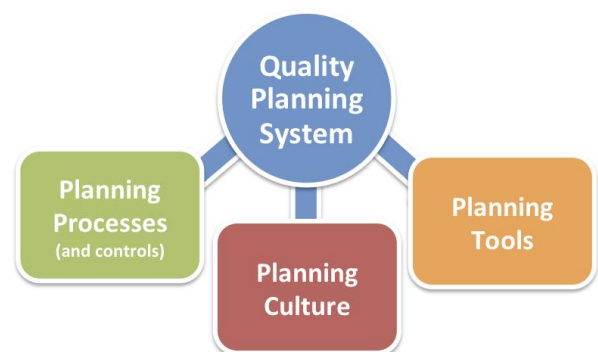 Quality
Planning
System
Planning
Processes
(and controls)
Planning
Culture
Planning
Tools